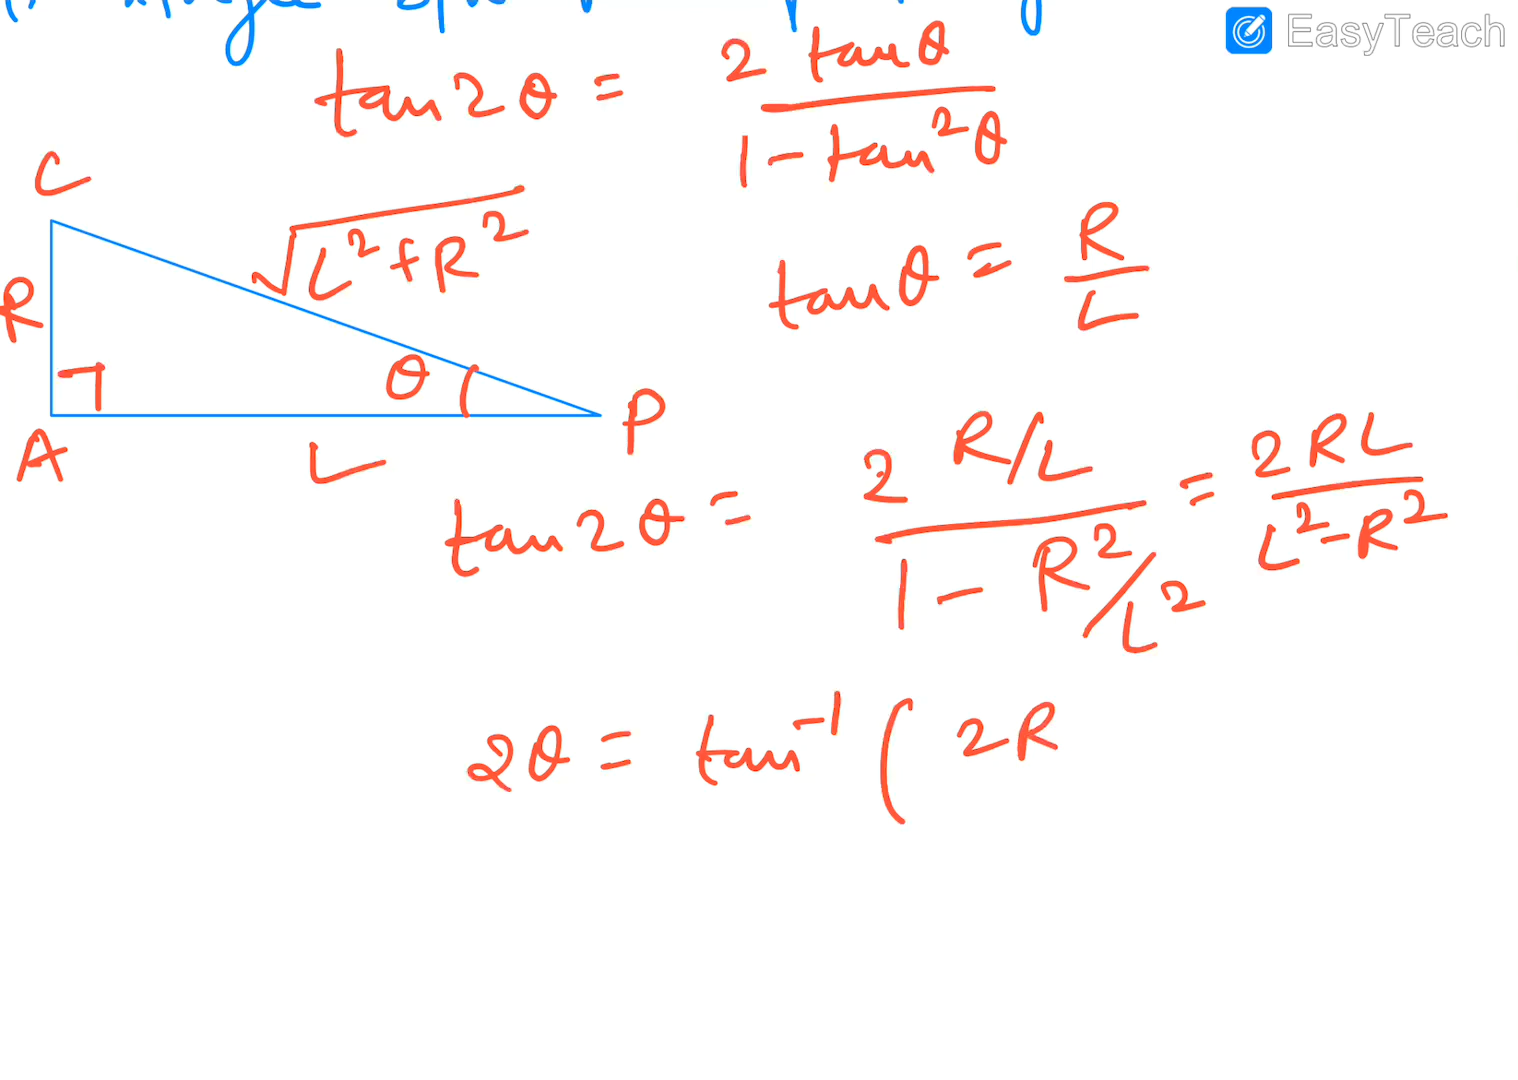 EasyTeach
tan 2θ = 2 tan θ / 1 - tan²θ
C
√L² + R²
tan θ = R / L
R
θ
P
A
L
tan 2θ = 2 R/L / 1 - R²/L² = 2RL / L² - R²
2θ = tan⁻¹ ( 2R